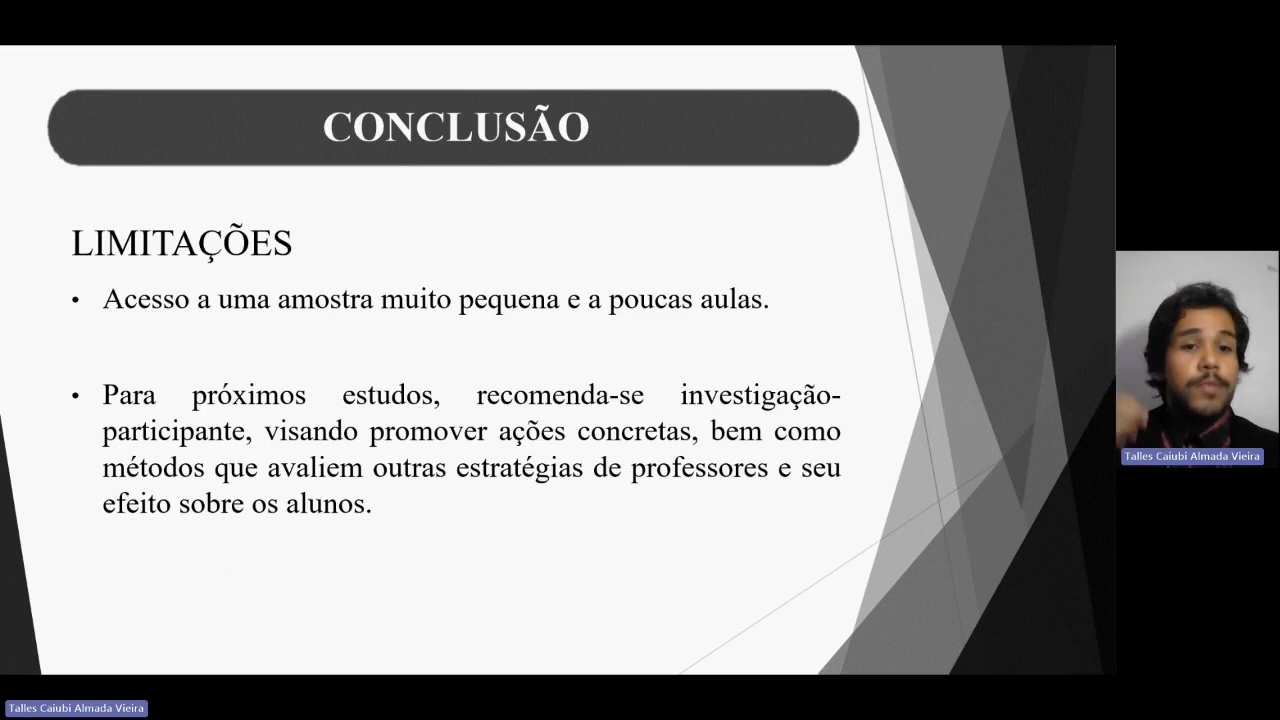 CONCLUSÃO
LIMITAÇÕES
• Acesso a uma amostra muito pequena e a poucas aulas.
• Para próximos estudos, recomenda-se investigação-
participante, visando promover ações concretas, bem como
métodos que avaliem outras estratégias de professores e seu
efeito sobre os alunos.
Talles Caiubi Almada Vieira
Talles Caiubi Almada Vieira